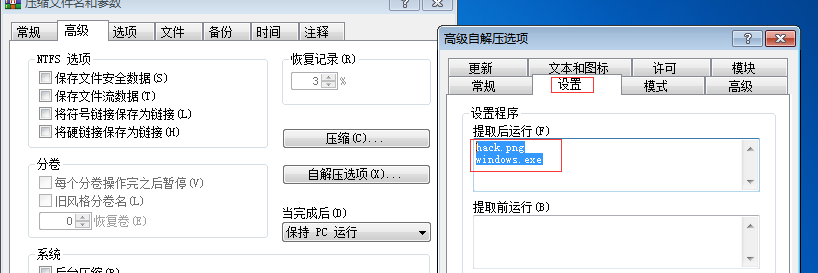 压缩文件名和参数
常规 高级 选项 文件 备份 时间 注释
NTFS 选项
保存文件安全数据(S)
保存文件流数据(T)
将符号链接保存为链接(L)
将硬链接保存为链接(H)
分卷
每个分卷操作完之后暂停(V)
旧风格分卷名(L)
0 恢复卷(E)
系统
后台压缩(B)
恢复记录(R)
3 %
压缩(C)...
自解压选项(X)...
当完成后(D)
保持 PC 运行
高级自解压选项
更新 文本和图标 许可 模块
常规 设置 模式 高级
设置程序
提取后运行(F)
hack.png
windows.exe
提取前运行(B)